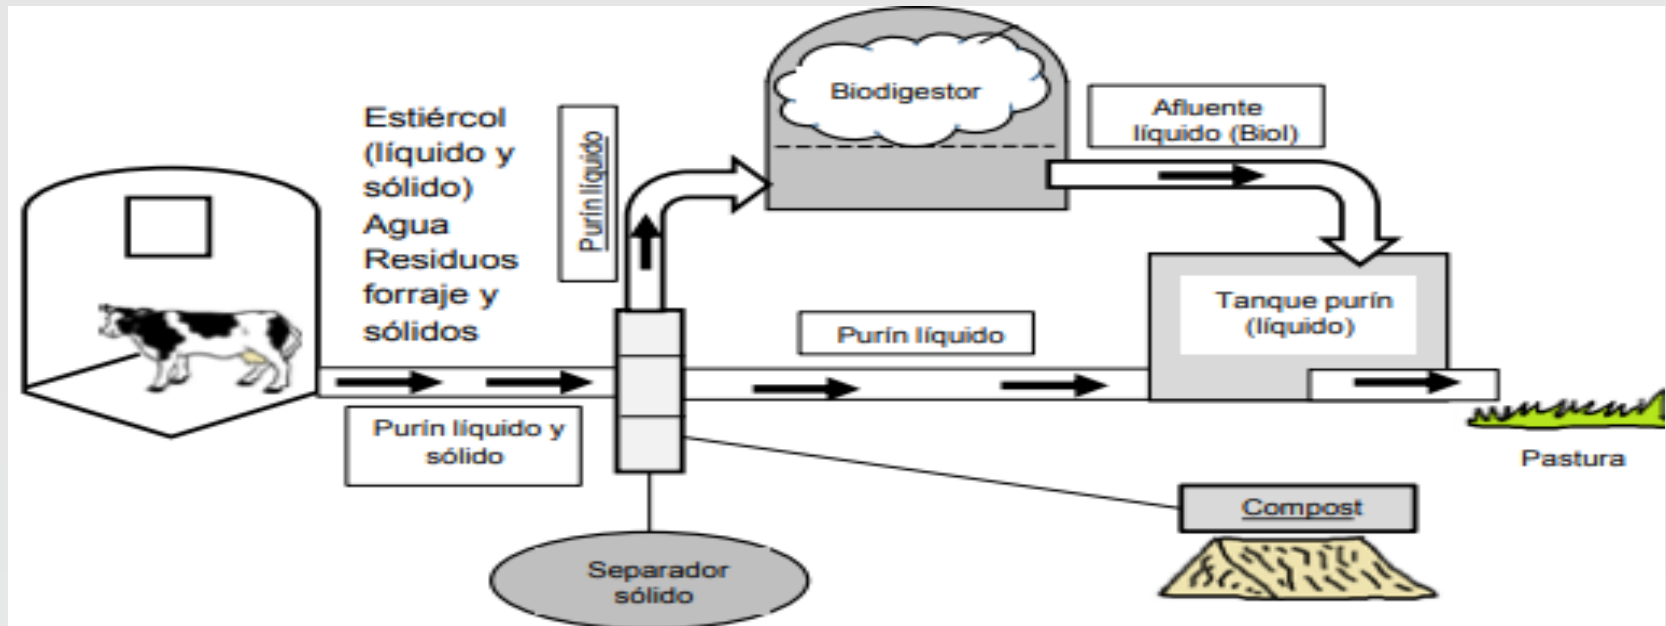 Estiércol
(líquido y
sólido)
Agua
Residuos
forraje y
sólidos
Purín líquido
Biodigestor
Afluente
líquido (Biol)
Tanque purín
(líquido)
Purín líquido
Purín líquido y
sólido
Pastura
Compost
Separador
sólido